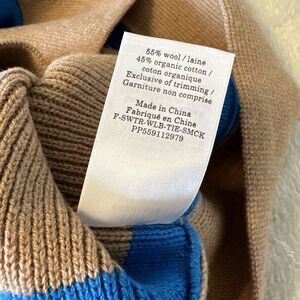 55% wool / laine
45% organic cotton /
coton organique
Exclusive of trimming /
Garniture non comprise
Made in China
Fabriqué en Chine
F-SWTR-WLB-TIE-SMCK
PP559112979